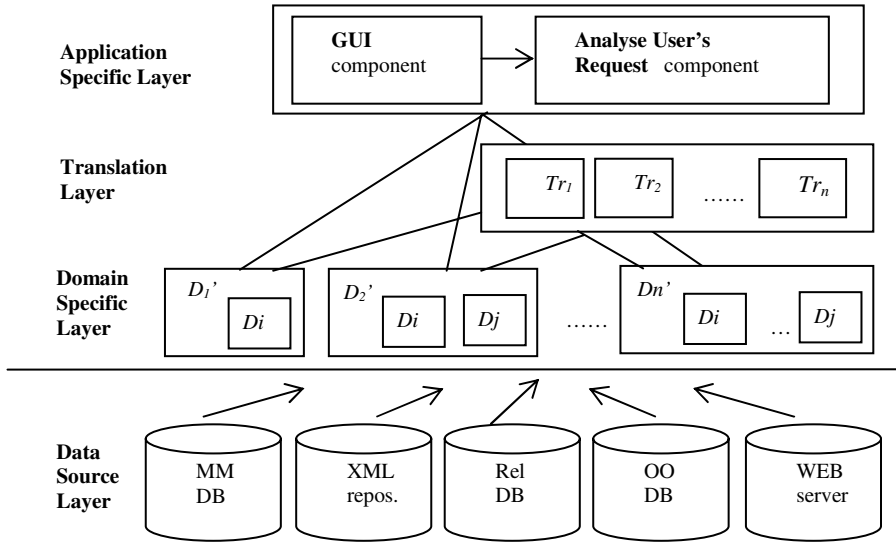 Application
Specific Layer
GUI
component
Analyse User's
Request component
Translation
Layer
Tr1 Tr2 …… Trn
Domain
Specific
Layer
D1’
Di
D2’
Di Dj
……
Dn’
Di … Dj
Data
Source
Layer
MM
DB
XML
repos.
Rel
DB
OO
DB
WEB
server